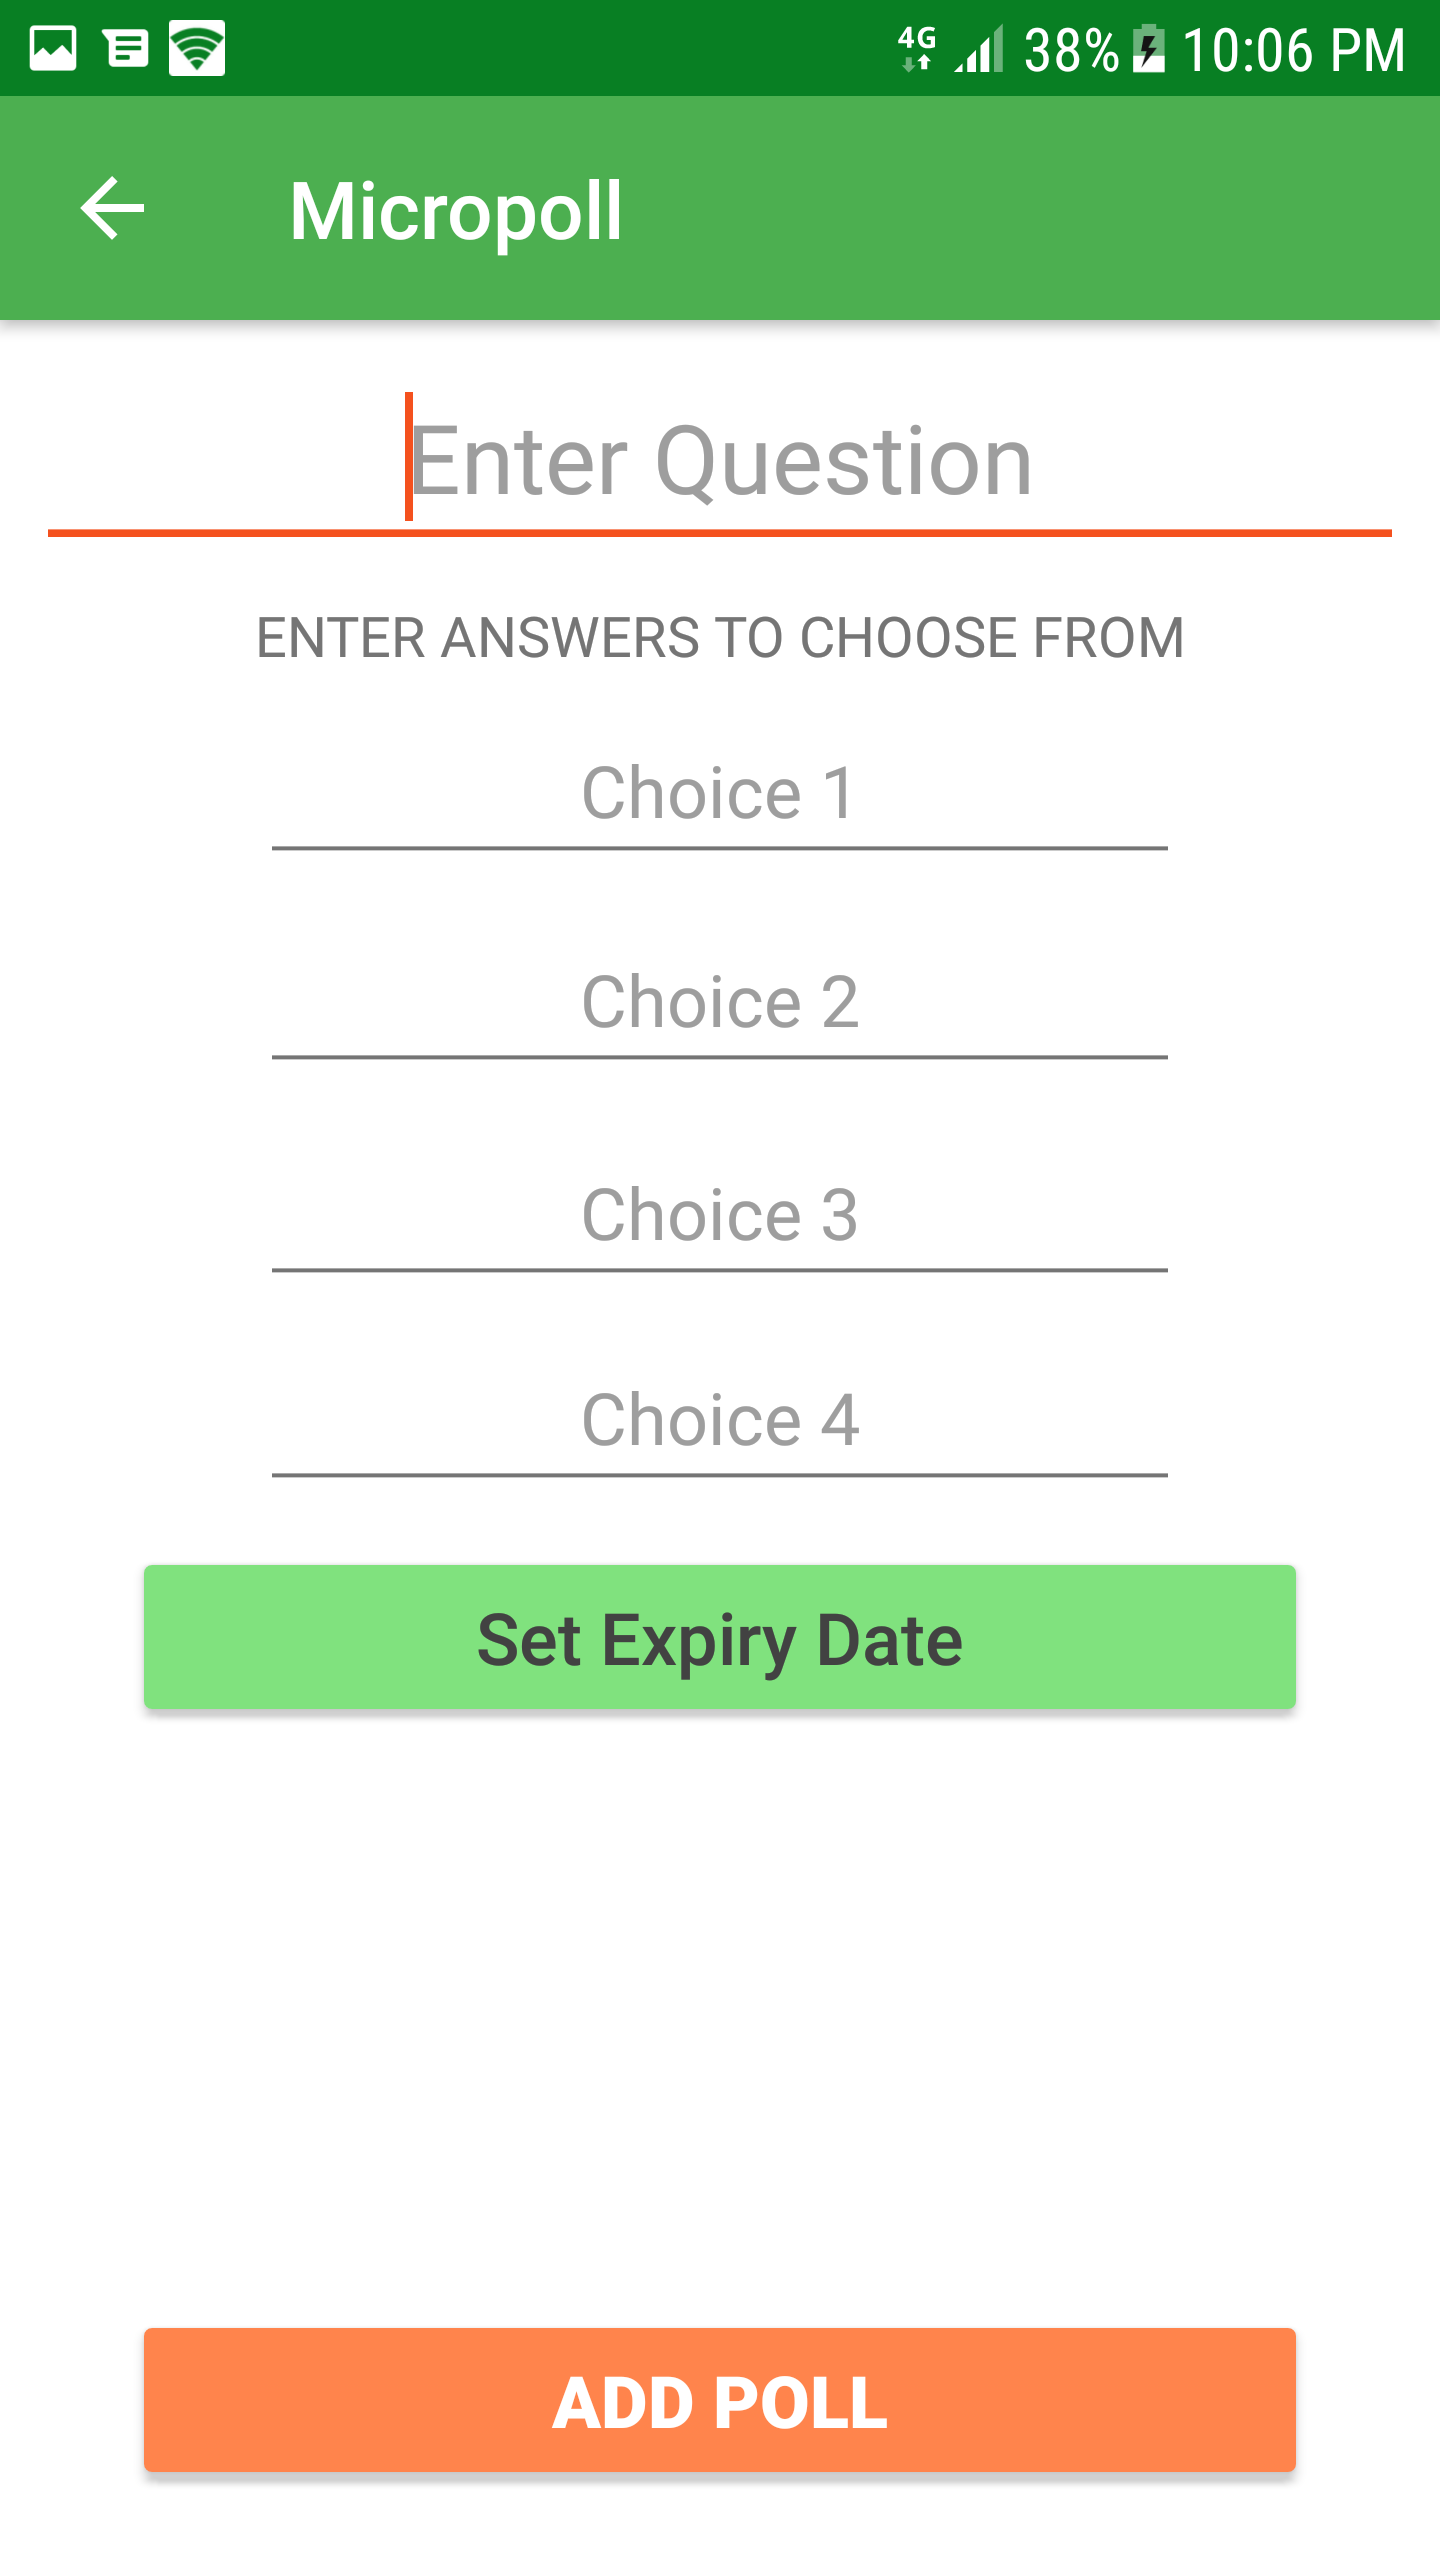 4G 38% 10:06 PM
Micropoll
Enter Question
ENTER ANSWERS TO CHOOSE FROM
Choice 1
Choice 2
Choice 3
Choice 4
Set Expiry Date
ADD POLL